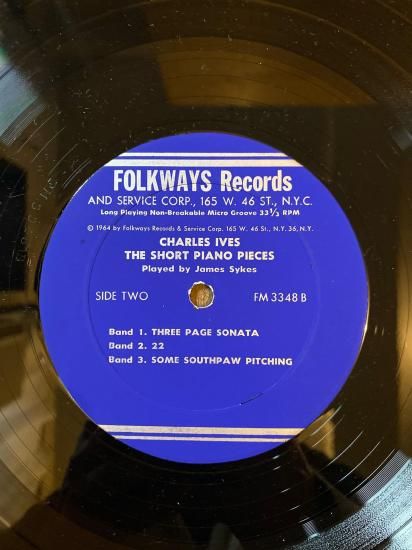 FOLKWAYS Records
AND SERVICE CORP., 165 W. 46 ST., N.Y.C.
Long Playing Non-Breakable Micro Groove 33 1/3 RPM
© 1964 by Folkways Records & Service Corp. 165 W. 46 St., N.Y. 36, N.Y.
CHARLES IVES
THE SHORT PIANO PIECES
Played by James Sykes
SIDE TWO FM 3348 B
Band 1. THREE PAGE SONATA
Band 2. 22
Band 3. SOME SOUTHPAW PITCHING